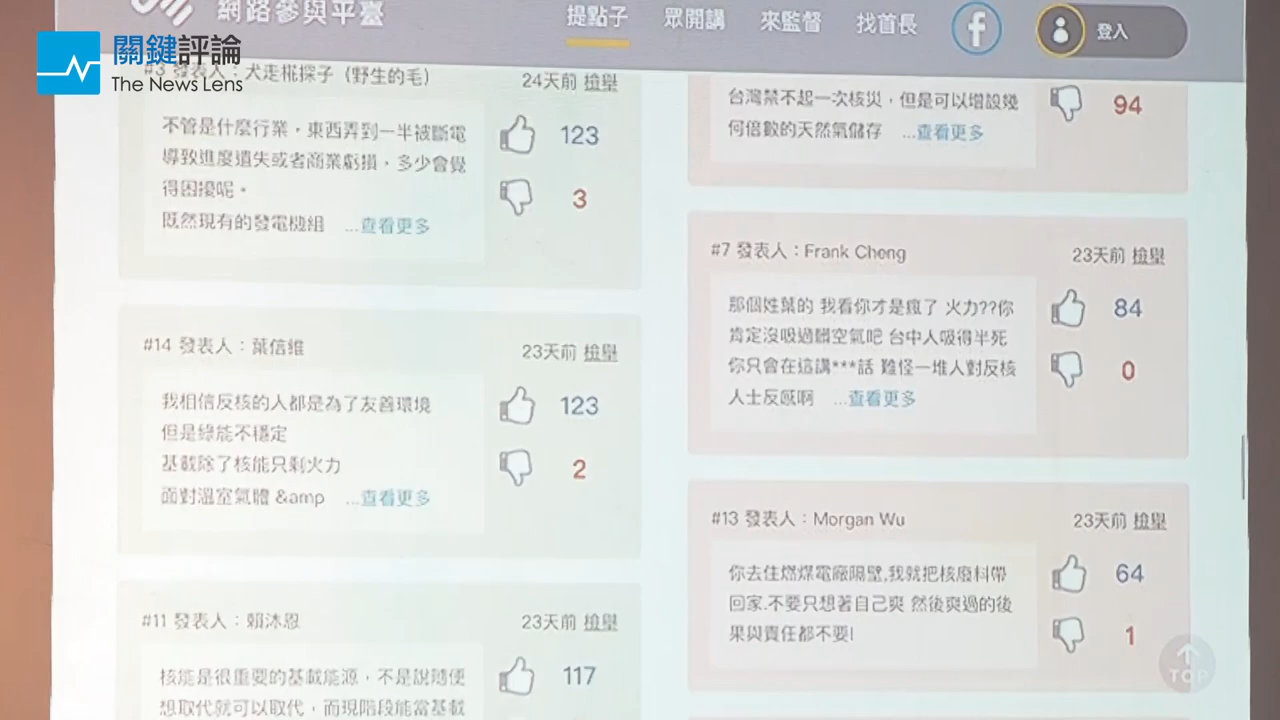 網路參與平臺
提點子
眾開講
來監督
找首長
登入
關鍵評論
The News Lens
#3 發表人：犬走椛探子（野生的毛）
24天前 檢舉
不管是什麼行業，東西弄到一半被斷電
導致進度遺失或者商業虧損，多少會覺
得困擾呢。
既然現有的發電機組 ...查看更多
123
3
#14 發表人：葉信維
23天前 檢舉
我相信反核的人都是為了友善環境
但是綠能不穩定
基載除了核能只剩火力
面對溫室氣體 &amp ...查看更多
123
2
#11 發表人：賴沐恩
23天前 檢舉
核能是很重要的基載能源，不是說隨便
想取代就可以取代，而現階段能當基載
117
台灣禁不起一次核災，但是可以增設幾
何倍數的天然氣儲存 ...查看更多
94
#7 發表人：Frank Cheng
23天前 檢舉
那個姓葉的 我看你才是瘋了 火力??你
肯定沒吸過髒空氣吧 台中人吸得半死
你只會在這講***話 難怪一堆人對反核
人士反感啊 ...查看更多
84
0
#13 發表人：Morgan Wu
23天前 檢舉
你去住燃煤電廠隔壁,我就把核廢料帶
回家.不要只想著自己爽 然後爽過的後
果與責任都不要!
64
1
TOP